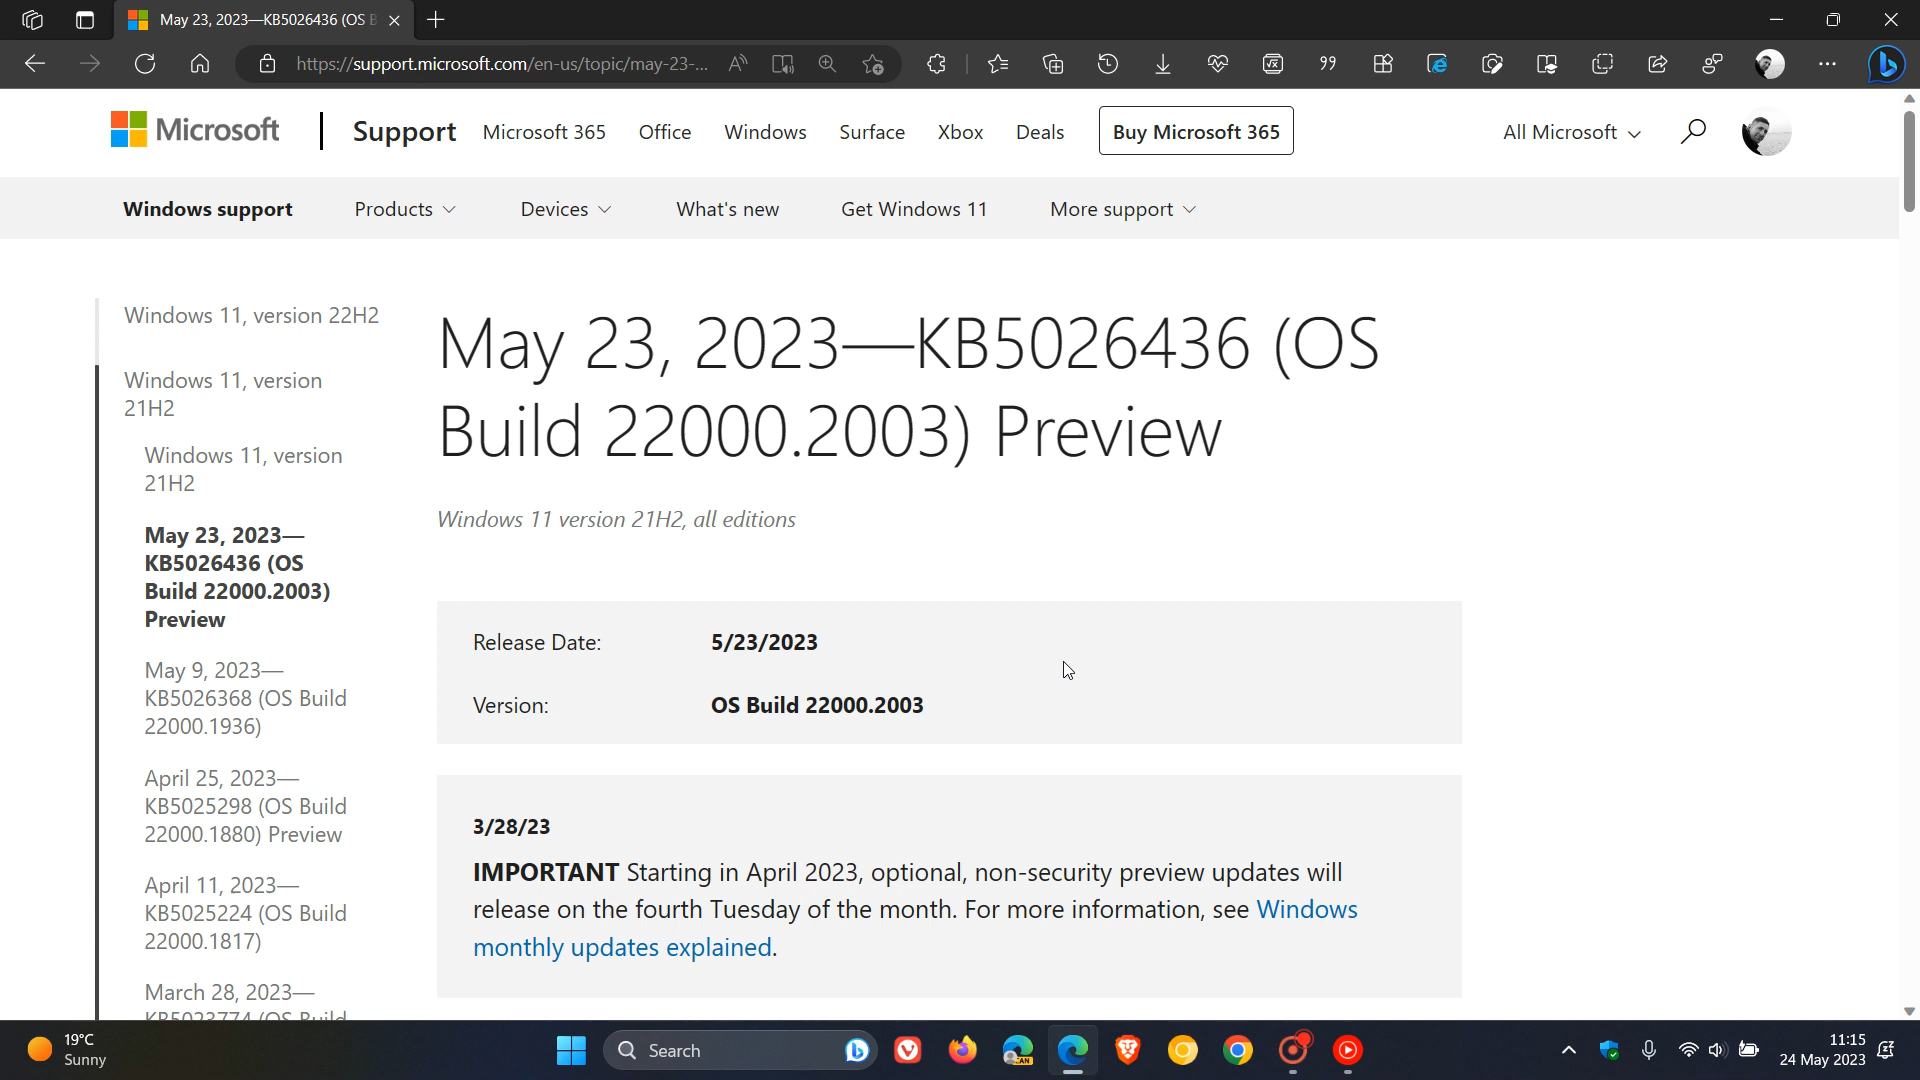 May 23, 2023—KB5026436 (OS B
https://support.microsoft.com/en-us/topic/may-23-...
Microsoft
Support
Microsoft 365
Office
Windows
Surface
Xbox
Deals
Buy Microsoft 365
All Microsoft
Windows support
Products
Devices
What's new
Get Windows 11
More support
Windows 11, version 22H2
Windows 11, version
21H2
Windows 11, version
21H2
May 23, 2023—
KB5026436 (OS
Build 22000.2003)
Preview
May 9, 2023—
KB5026368 (OS Build
22000.1936)
April 25, 2023—
KB5025298 (OS Build
22000.1880) Preview
April 11, 2023—
KB5025224 (OS Build
22000.1817)
March 28, 2023—
KB5023774 (OS Build
May 23, 2023—KB5026436 (OS
Build 22000.2003) Preview
Windows 11 version 21H2, all editions
Release Date:
5/23/2023
Version:
OS Build 22000.2003
3/28/23
IMPORTANT Starting in April 2023, optional, non-security preview updates will
release on the fourth Tuesday of the month. For more information, see Windows
monthly updates explained.
19°C
Sunny
Search
CAN
11:15
24 May 2023